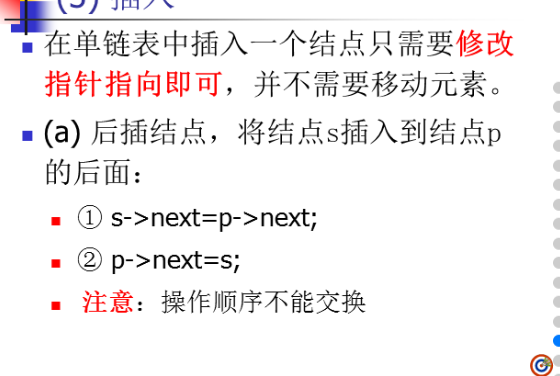 (3) 插入
在单链表中插入一个结点只需要修改
指针指向即可，并不需要移动元素。
(a) 后插结点，将结点s插入到结点p
的后面：
① s->next=p->next;
② p->next=s;
注意：操作顺序不能交换